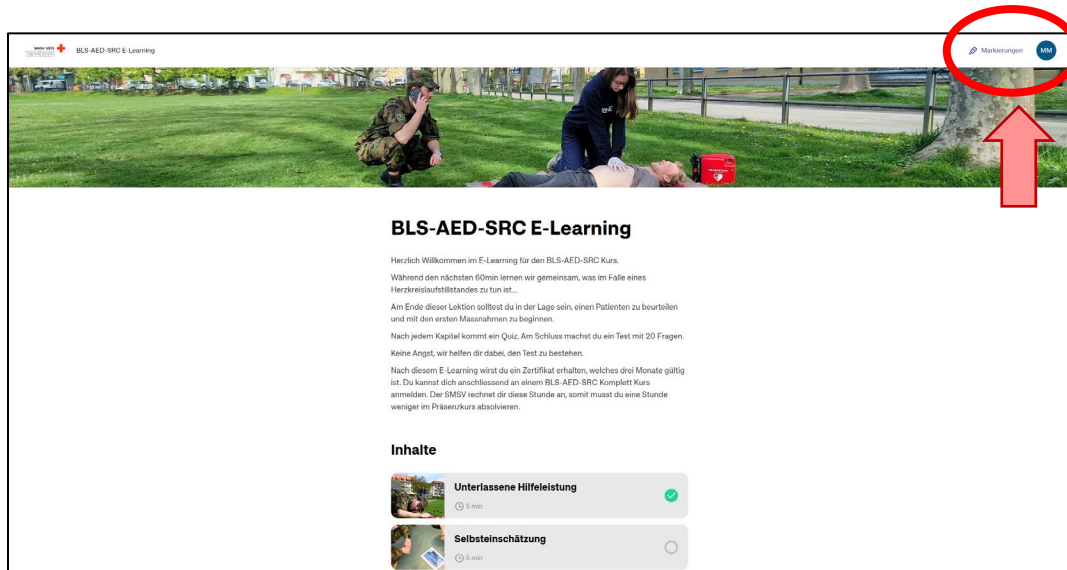 SMSV SSTS
BLS-AED-SRC E-Learning
Markierungen
MM
BLS-AED-SRC E-Learning
Herzlich Willkommen im E-Learning für den BLS-AED-SRC Kurs.
Während den nächsten 60min lernen wir gemeinsam, was im Falle eines
Herzkreislaufstillstandes zu tun ist...
Am Ende dieser Lektion solltest du in der Lage sein, einen Patienten zu beurteilen
und mit den ersten Massnahmen zu beginnen.
Nach jedem Kapitel kommt ein Quiz. Am Schluss machst du ein Test mit 20 Fragen.
Keine Angst, wir helfen dir dabei, den Test zu bestehen.
Nach diesem E-Learning wirst du ein Zertifikat erhalten, welches drei Monate gültig
ist. Du kannst dich anschliessend an einem BLS-AED-SRC Komplett Kurs
anmelden. Der SMSV rechnet dir diese Stunde an, somit musst du eine Stunde
weniger im Präsenzkurs absolvieren.
Inhalte
Unterlassene Hilfeleistung
5 min
Selbsteinschätzung
5 min